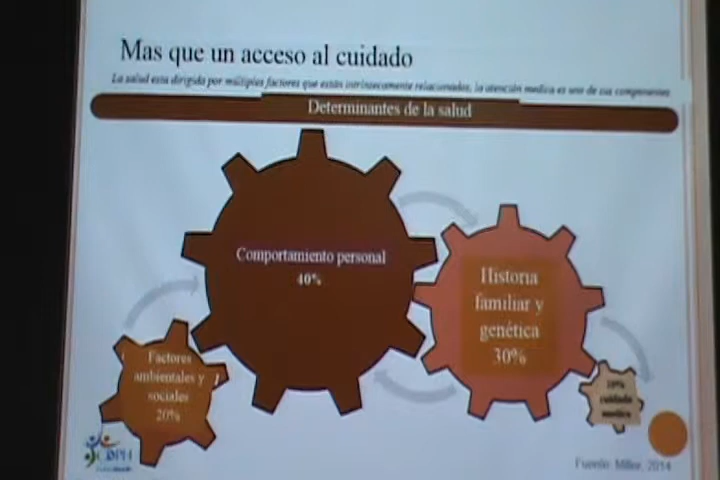 Mas que un acceso al cuidado
La salud esta dirigida por múltiples factores que están intrínsecamente relacionados, la atención medica es uno de sus componentes
Determinantes de la salud
Comportamiento personal
40%
Historia
familiar y
genética
30%
Factores
ambientales y
sociales
20%
10%
cuidado
medico
Fuente: Miller, 2014